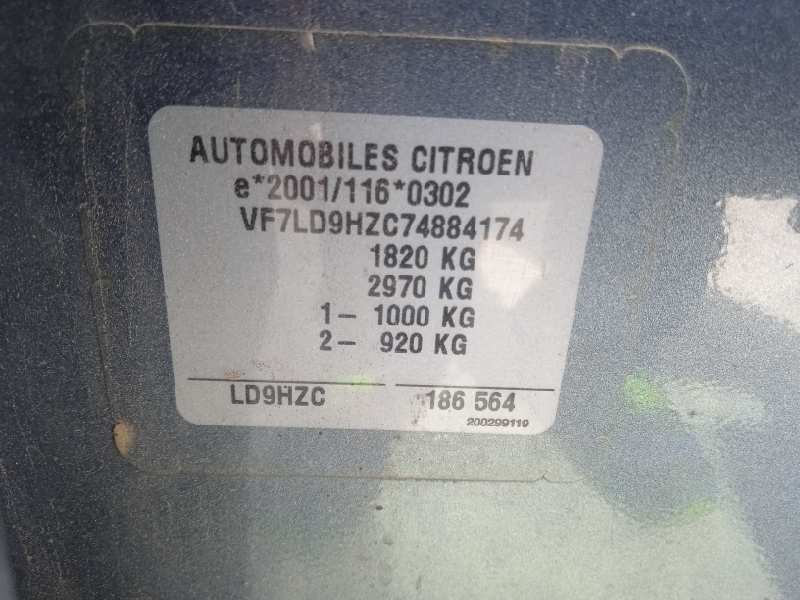 AUTOMOBILES CITROEN
e*2001/116*0302
VF7LD9HZC74884174
1820 KG
2970 KG
1– 1000 KG
2– 920 KG
LD9HZC 186 564
200299119